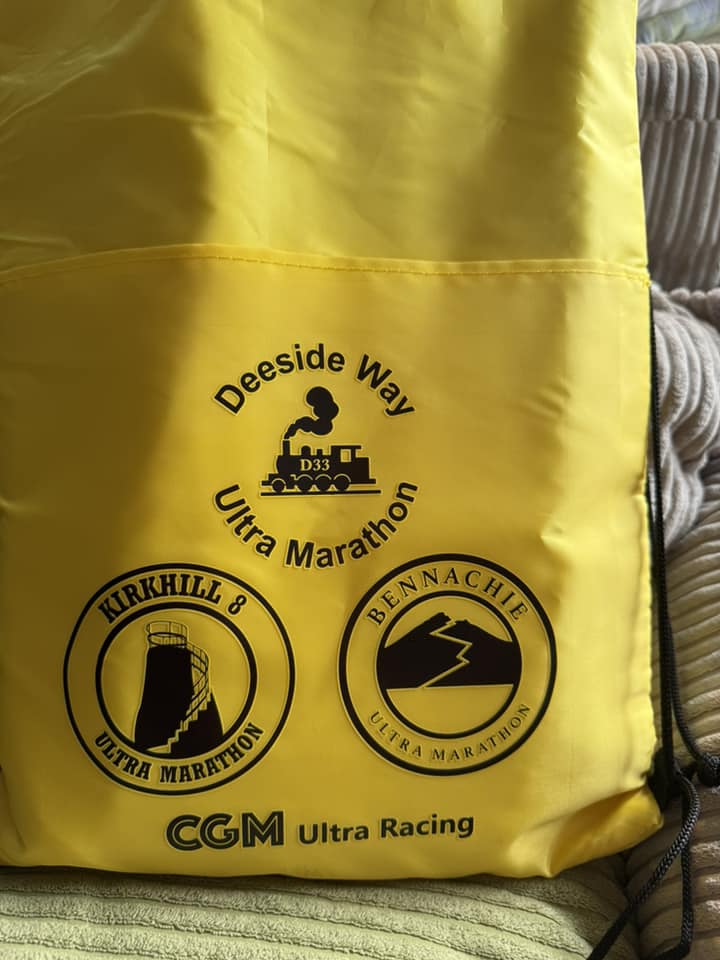 Deeside Way
D33
Ultra Marathon
KIRKHILL 8
ULTRA MARATHON
BENNACHIE
ULTRA MARATHON
CGM Ultra Racing